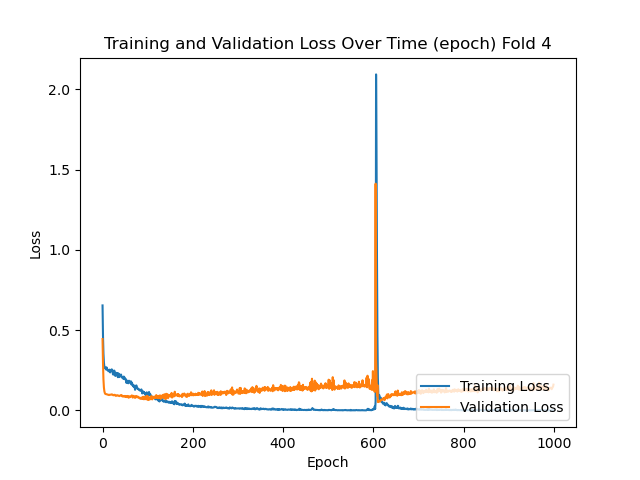 Training and Validation Loss Over Time (epoch) Fold 4
Loss
2.0
1.5
1.0
0.5
0.0
Training Loss
Validation Loss
0 200 400 600 800 1000
Epoch